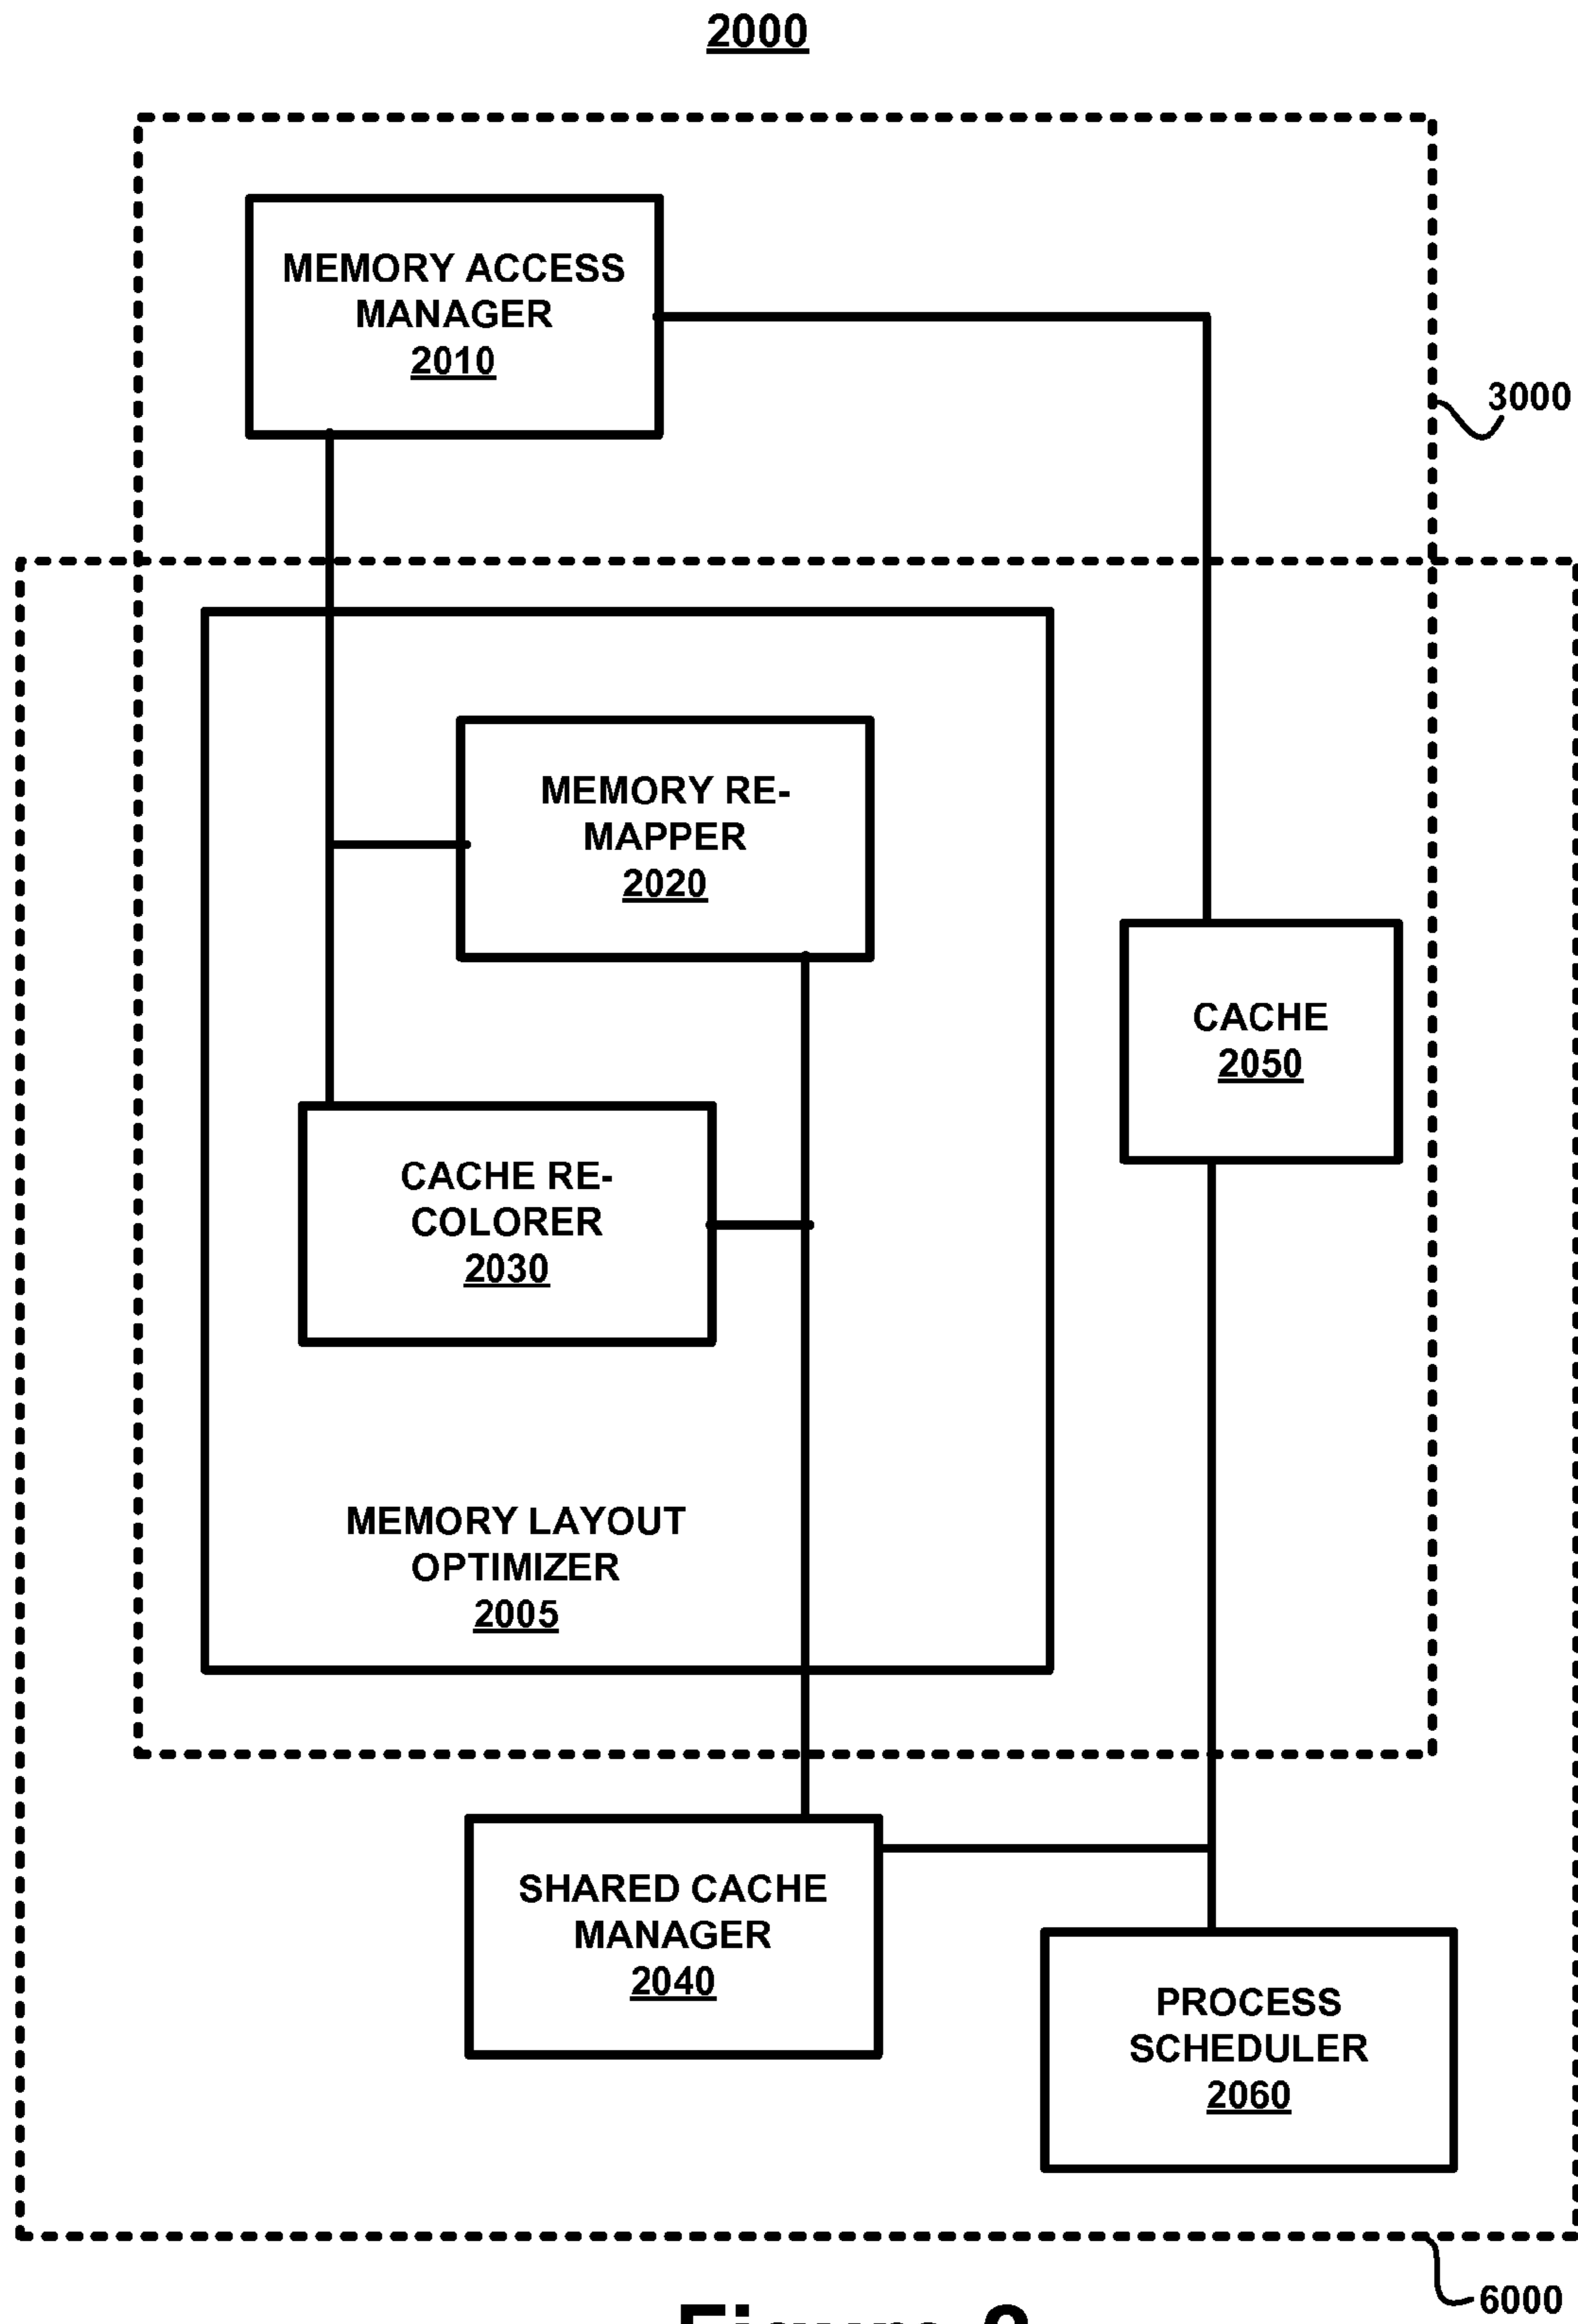 2000
MEMORY ACCESS
MANAGER
2010
3000
MEMORY RE-
MAPPER
2020
CACHE
2050
CACHE RE-
COLORER
2030
MEMORY LAYOUT
OPTIMIZER
2005
SHARED CACHE
MANAGER
2040
PROCESS
SCHEDULER
2060
6000